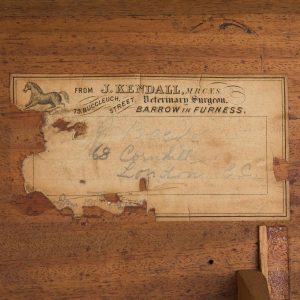 FROM J. KENDALL, M.R.C.V.S.
73, BUCCLEUCH, STREET, Veterinary Surgeon,
BARROW IN FURNESS.
68 Cornhill
London E.C.